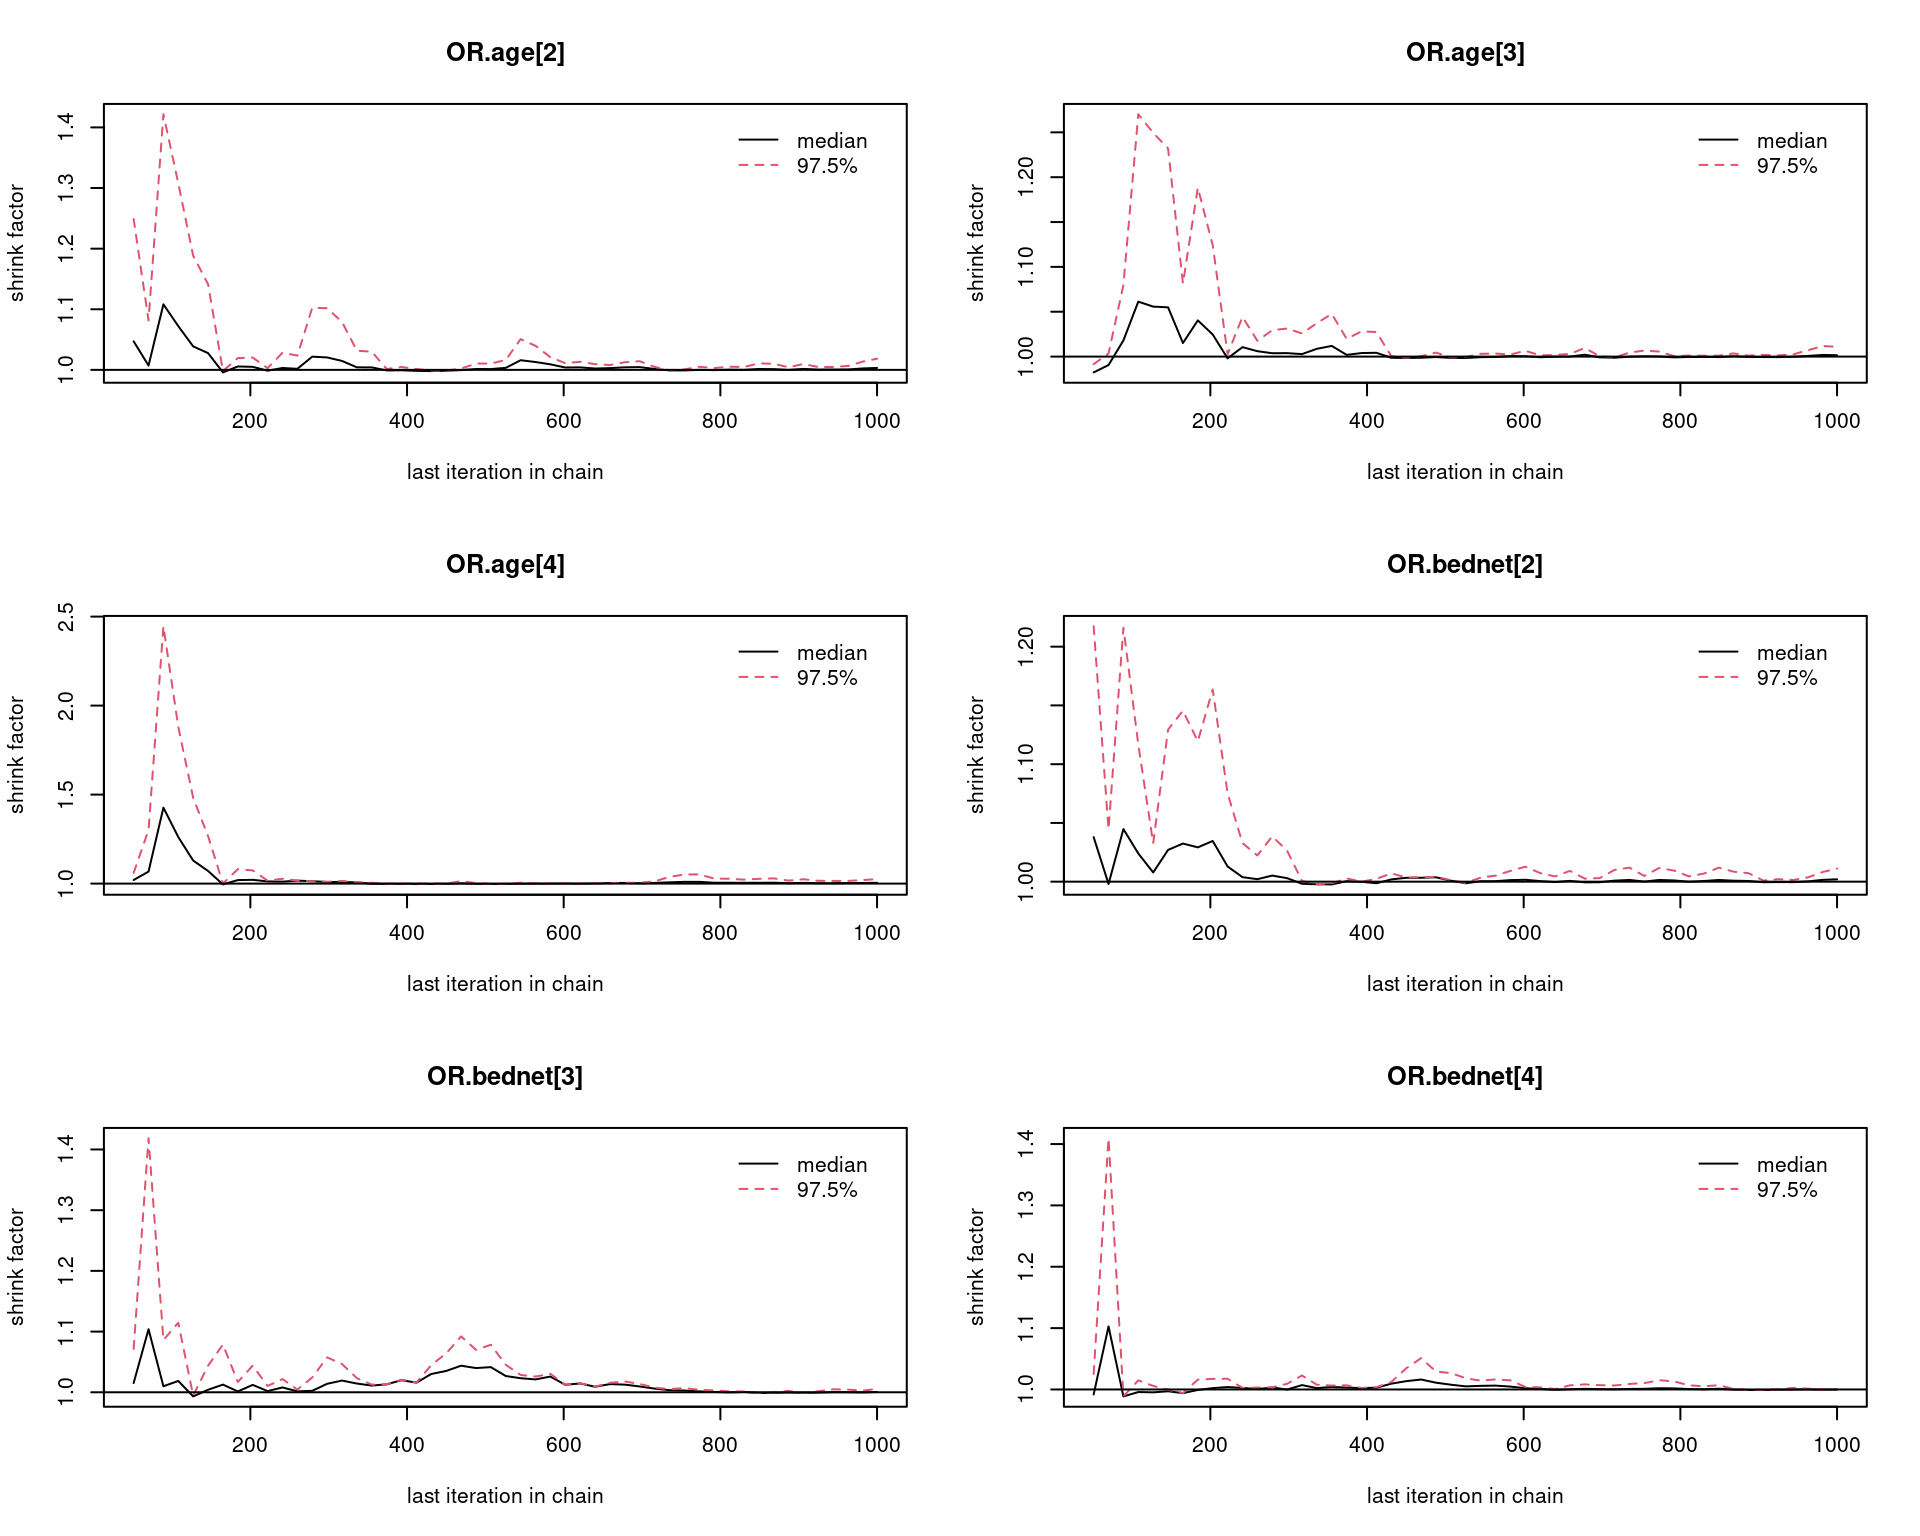 OR.age[2]
shrink factor
1.0 1.1 1.2 1.3 1.4
median
97.5%
200 400 600 800 1000
last iteration in chain
OR.age[3]
shrink factor
1.00 1.10 1.20
median
97.5%
200 400 600 800 1000
last iteration in chain
OR.age[4]
shrink factor
1.0 1.5 2.0 2.5
median
97.5%
200 400 600 800 1000
last iteration in chain
OR.bednet[2]
shrink factor
1.00 1.10 1.20
median
97.5%
200 400 600 800 1000
last iteration in chain
OR.bednet[3]
shrink factor
1.0 1.1 1.2 1.3 1.4
median
97.5%
200 400 600 800 1000
last iteration in chain
OR.bednet[4]
shrink factor
1.0 1.1 1.2 1.3 1.4
median
97.5%
200 400 600 800 1000
last iteration in chain